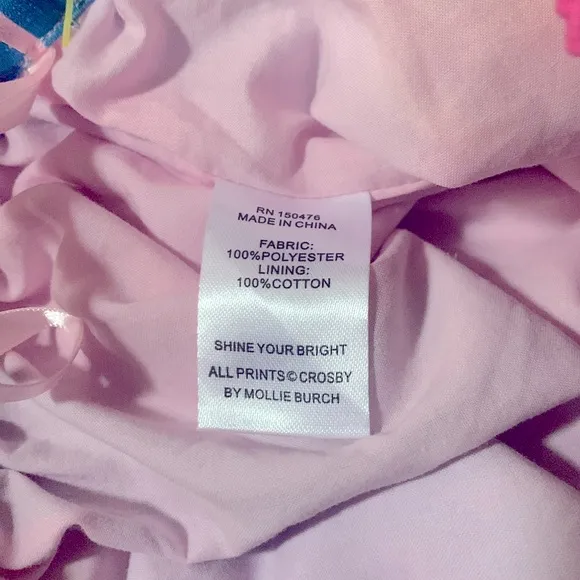 RN 150476
MADE IN CHINA
FABRIC:
100%POLYESTER
LINING:
100%COTTON
SHINE YOUR BRIGHT
ALL PRINTS © CROSBY
BY MOLLIE BURCH